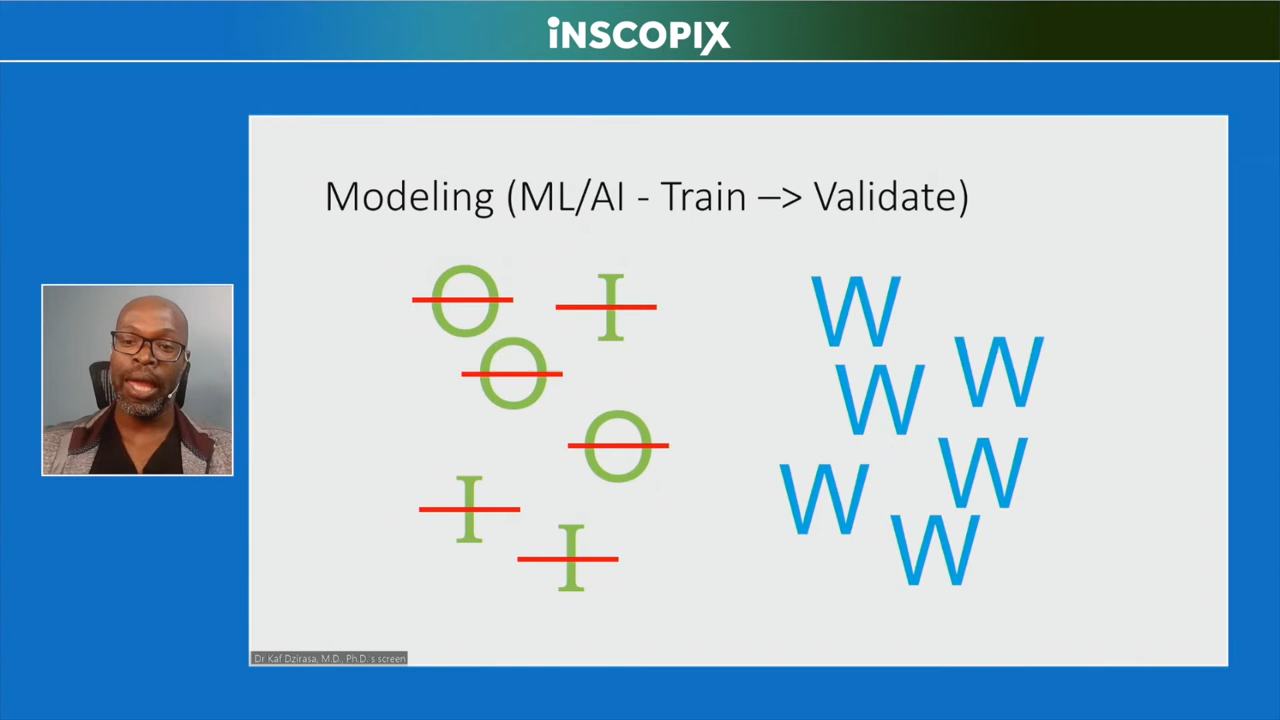 iNSCOPIX
Modeling (ML/AI - Train –> Validate)
O I W
O W W
O W W
I W
I
Dr Kaf Dzirasa, M.D., Ph.D.'s screen